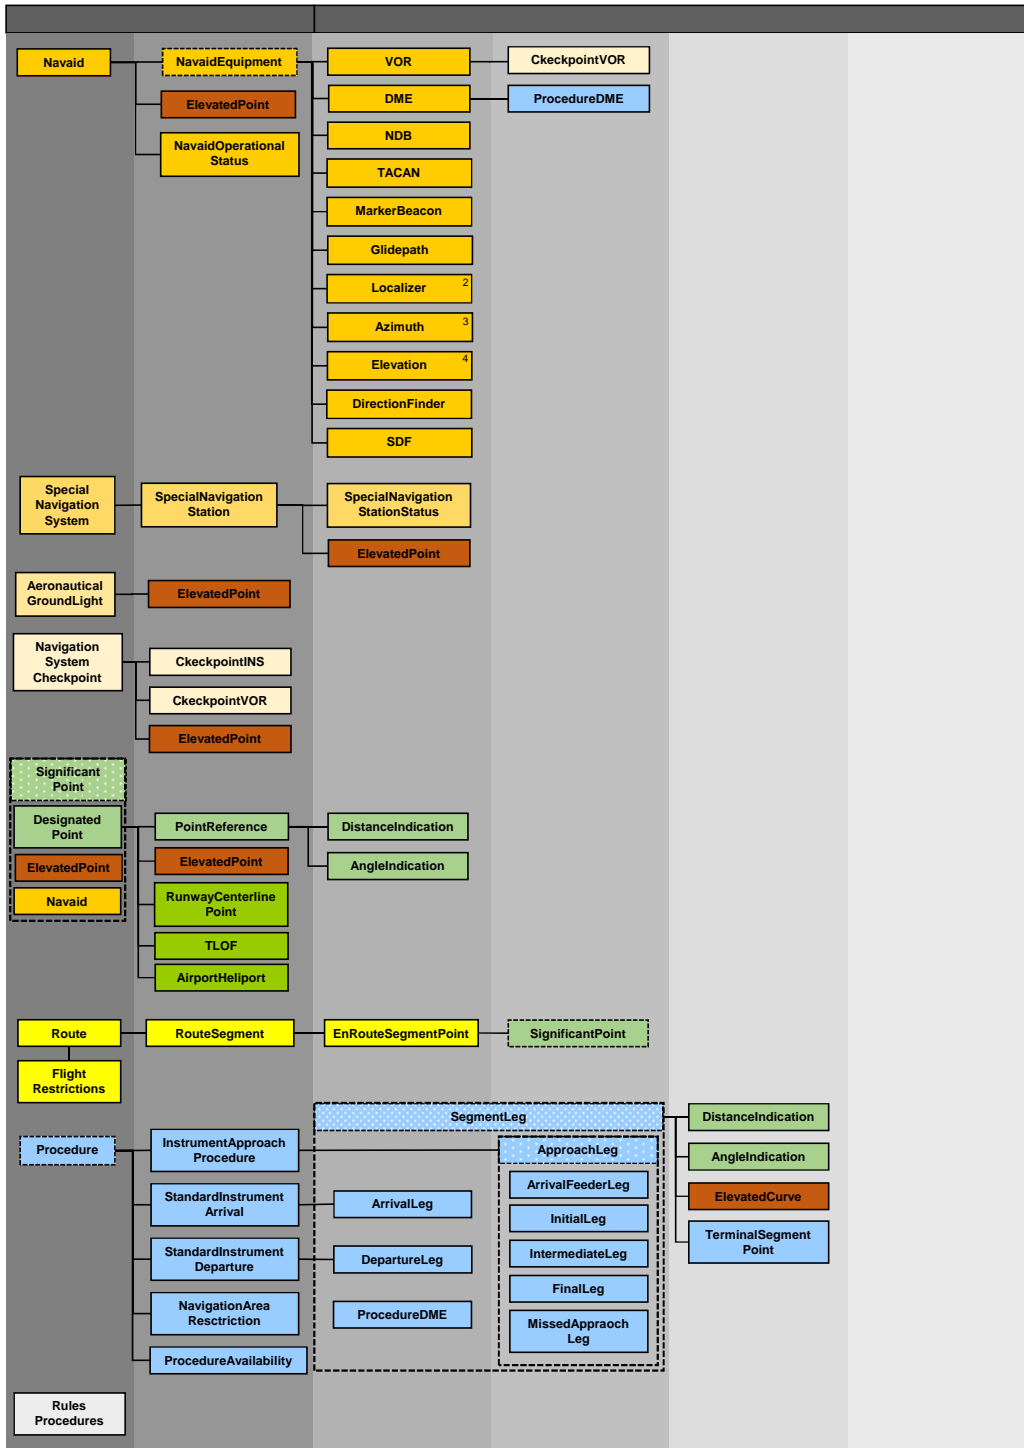 Navaid
NavaidEquipment
VOR
CkeckpointVOR
ElevatedPoint
DME
ProcedureDME
NavaidOperational
Status
NDB
TACAN
MarkerBeacon
Glidepath
Localizer 2
Azimuth 3
Elevation 4
DirectionFinder
SDF
Special
Navigation
System
SpecialNavigation
Station
SpecialNavigation
StationStatus
ElevatedPoint
Aeronautical
GroundLight
ElevatedPoint
Navigation
System
Checkpoint
CkeckpointINS
CkeckpointVOR
ElevatedPoint
Significant
Point
Designated
Point
PointReference
DistanceIndication
ElevatedPoint
ElevatedPoint
AngleIndication
Navaid
RunwayCenterline
Point
TLOF
AirportHeliport
Route
RouteSegment
EnRouteSegmentPoint
SignificantPoint
Flight
Restrictions
SegmentLeg
DistanceIndication
Procedure
InstrumentApproach
Procedure
ApproachLeg
AngleIndication
ArrivalFeederLeg
ElevatedCurve
StandardInstrument
Arrival
ArrivalLeg
InitialLeg
TerminalSegment
Point
StandardInstrument
Departure
DepartureLeg
IntermediateLeg
FinalLeg
NavigationArea
Resctriction
ProcedureDME
MissedAppraoch
Leg
ProcedureAvailability
Rules
Procedures